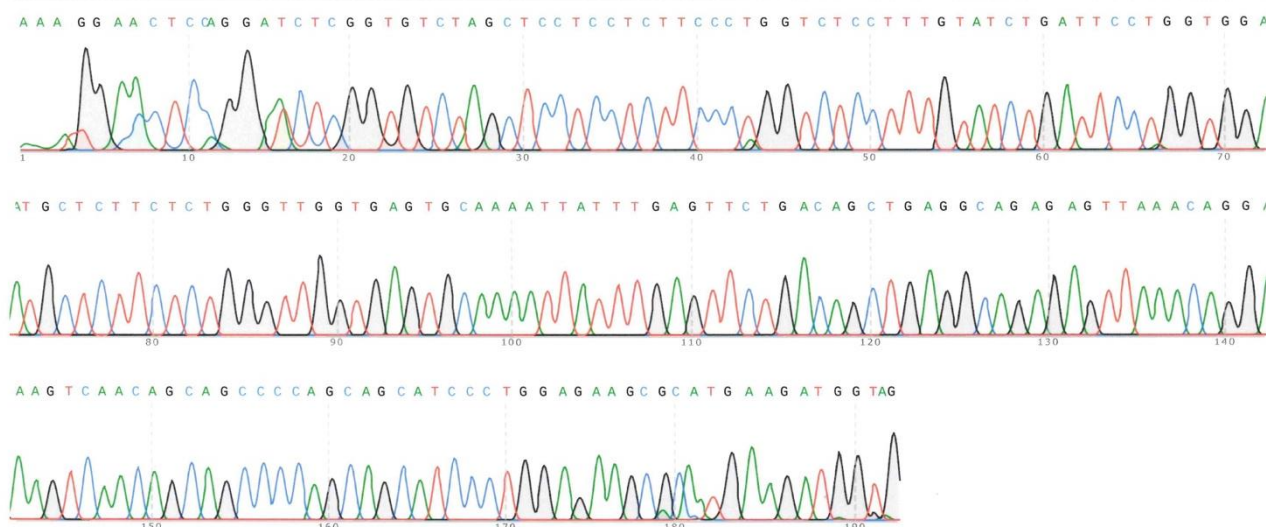 A A A G G A A C T C C A G G A T C T C G G T G T C T A G C T C C T C C T C T T C C C T G G T C T C C T T T G T A T C T G A T T C C T G G T G G A
1 10 20 30 40 50 60 70
A T G C T C T T C T C T G G G T T G G T G A G T G C A A A A T T A T T T G A G T T C T G A C A G C T G A G G C A G A G A G T T A A A C A G G A
80 90 100 110 120 130 140
A A G T C A A C A G C A G C C C C A G C A G C A T C C C T G G A G A A G C G C A T G A A G A T G G T A G
150 160 170 180 190